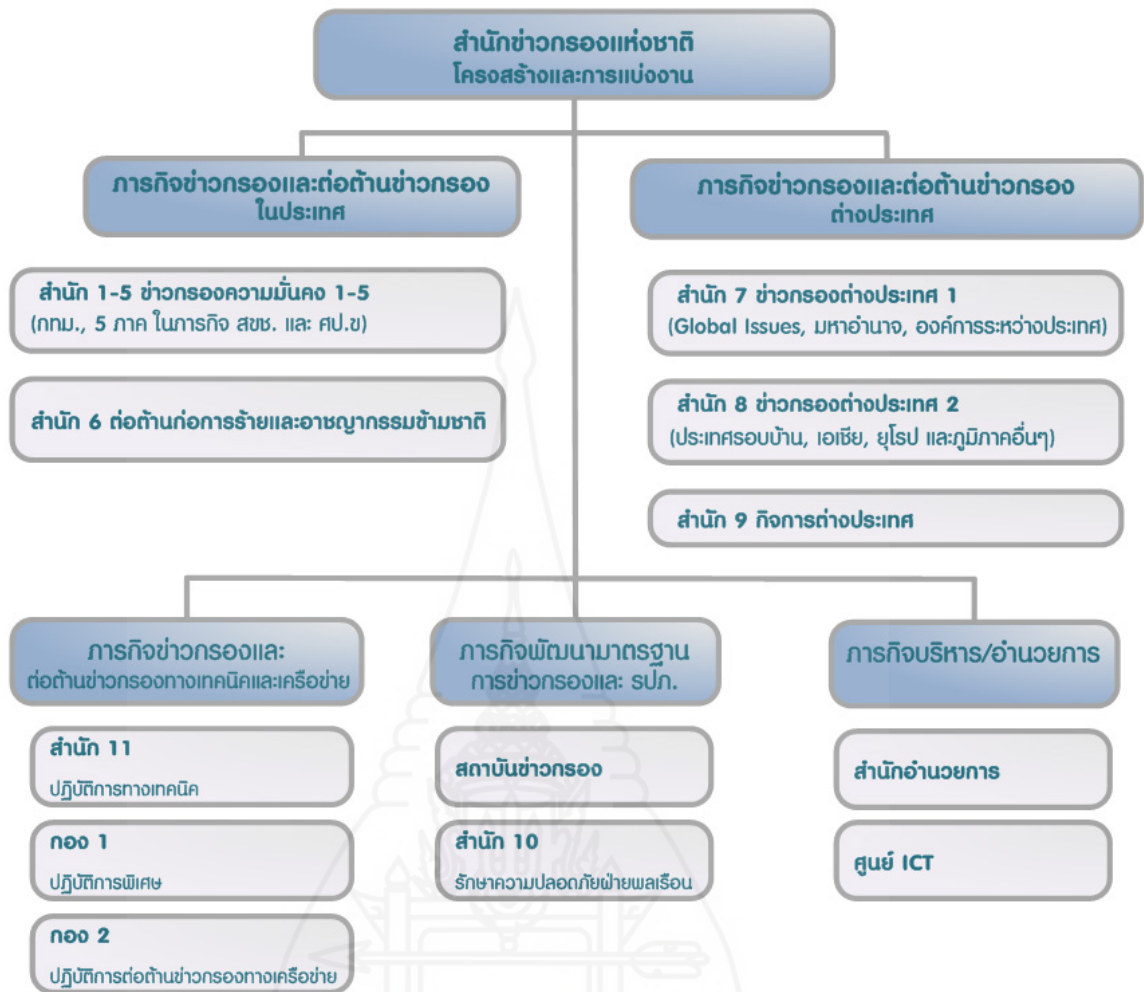 สำนักข่าวกรองแห่งชาติ
โครงสร้างและการแบ่งงาน
ภารกิจข่าวกรองและต่อต้านข่าวกรอง
ในประเทศ
สำนัก 1-5 ข่าวกรองความมั่นคง 1-5
(กทม., 5 ภาค ในภารกิจ สขช. และ ศป.ข)
สำนัก 6 ต่อต้านก่อการร้ายและอาชญากรรมข้ามชาติ
ภารกิจข่าวกรองและต่อต้านข่าวกรอง
ต่างประเทศ
สำนัก 7 ข่าวกรองต่างประเทศ 1
(Global Issues, มหาอำนาจ, องค์การระหว่างประเทศ)
สำนัก 8 ข่าวกรองต่างประเทศ 2
(ประเทศรอบบ้าน, เอเชีย, ยุโรป และภูมิภาคอื่นๆ)
สำนัก 9 กิจการต่างประเทศ
ภารกิจข่าวกรองและ
ต่อต้านข่าวกรองทางเทคนิคและเครือข่าย
สำนัก 11
ปฏิบัติการทางเทคนิค
กอง 1
ปฏิบัติการพิเศษ
กอง 2
ปฏิบัติการต่อต้านข่าวกรองทางเครือข่าย
ภารกิจพัฒนามาตรฐาน
การข่าวกรองและ รปภ.
สถาบันข่าวกรอง
สำนัก 10
รักษาความปลอดภัยฝ่ายพลเรือน
ภารกิจบริหาร/อำนวยการ
สำนักอำนวยการ
ศูนย์ ICT